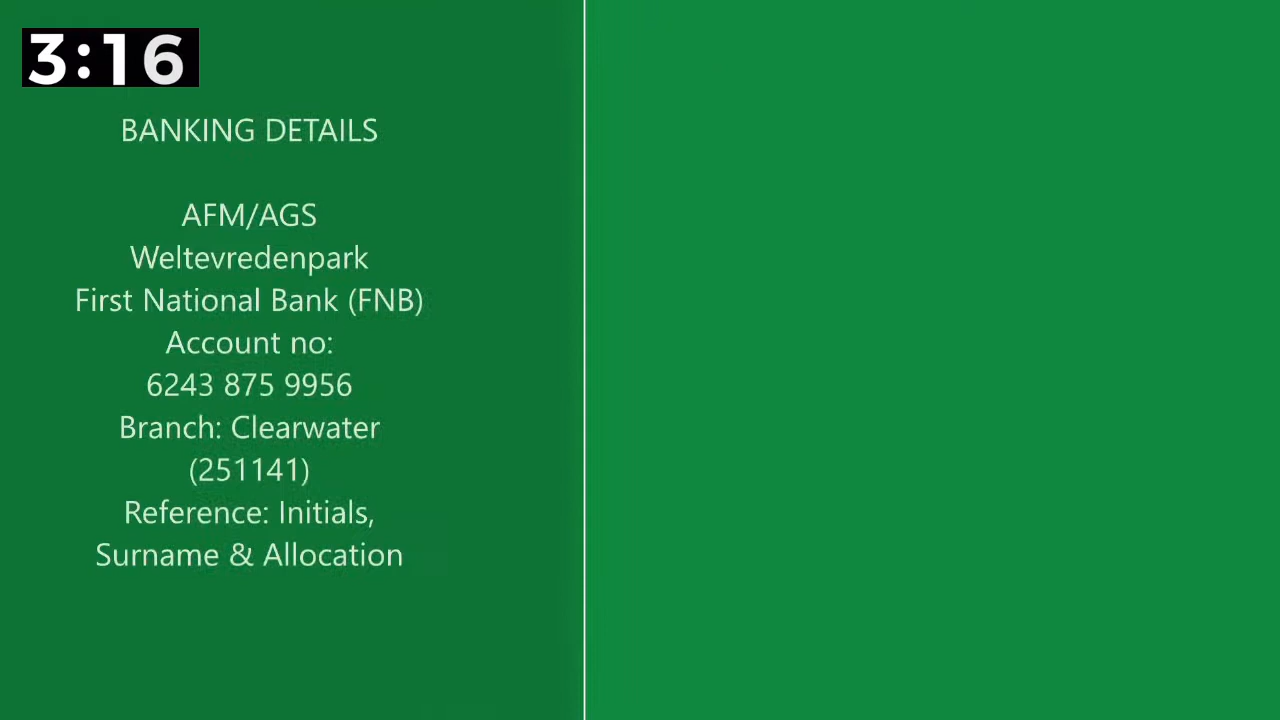 3:16
BANKING DETAILS
AFM/AGS
Weltevredenpark
First National Bank (FNB)
Account no:
6243 875 9956
Branch: Clearwater
(251141)
Reference: Initials,
Surname & Allocation